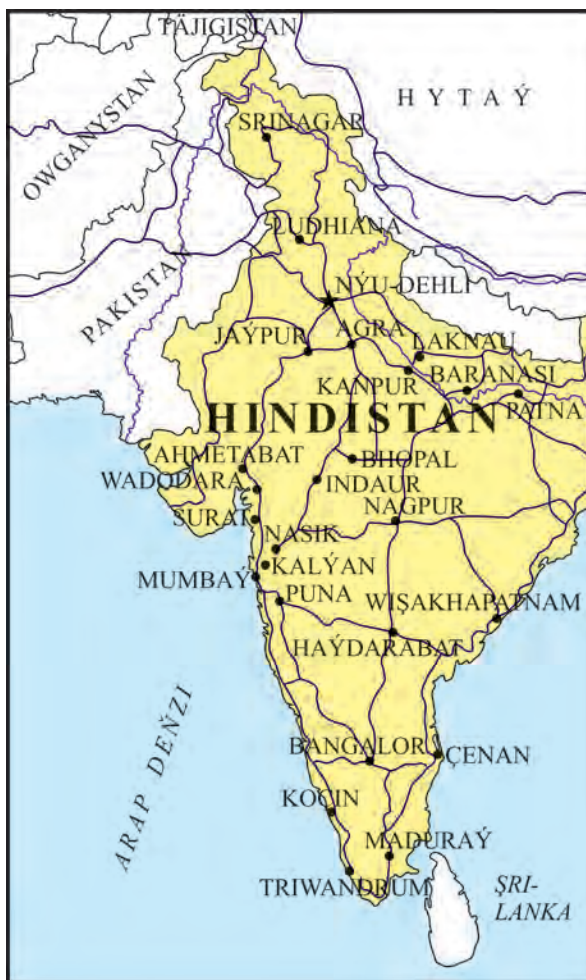 TÄJIGISTAN
HYTAÝ
OWGANYSTAN
SRINAGAR
LUDHIANA
PAKISTAN
NÝU-DEHLI
JAÝPUR
AGRA
LAKNAU
KANPUR
BARANASI
PATNA
HINDISTAN
AHMETABAT
BHOPAL
WADODARA
INDAUR
NAGPUR
SURAT
NASIK
KALÝAN
MUMBAÝ
PUNA
WIŞAKHAPATNAM
HAÝDARABAT
ARAP DEŇZI
BANGALOR
ÇENAN
KOÇIN
MADURAÝ
TRIWANDRUM
ŞRI-
LANKA